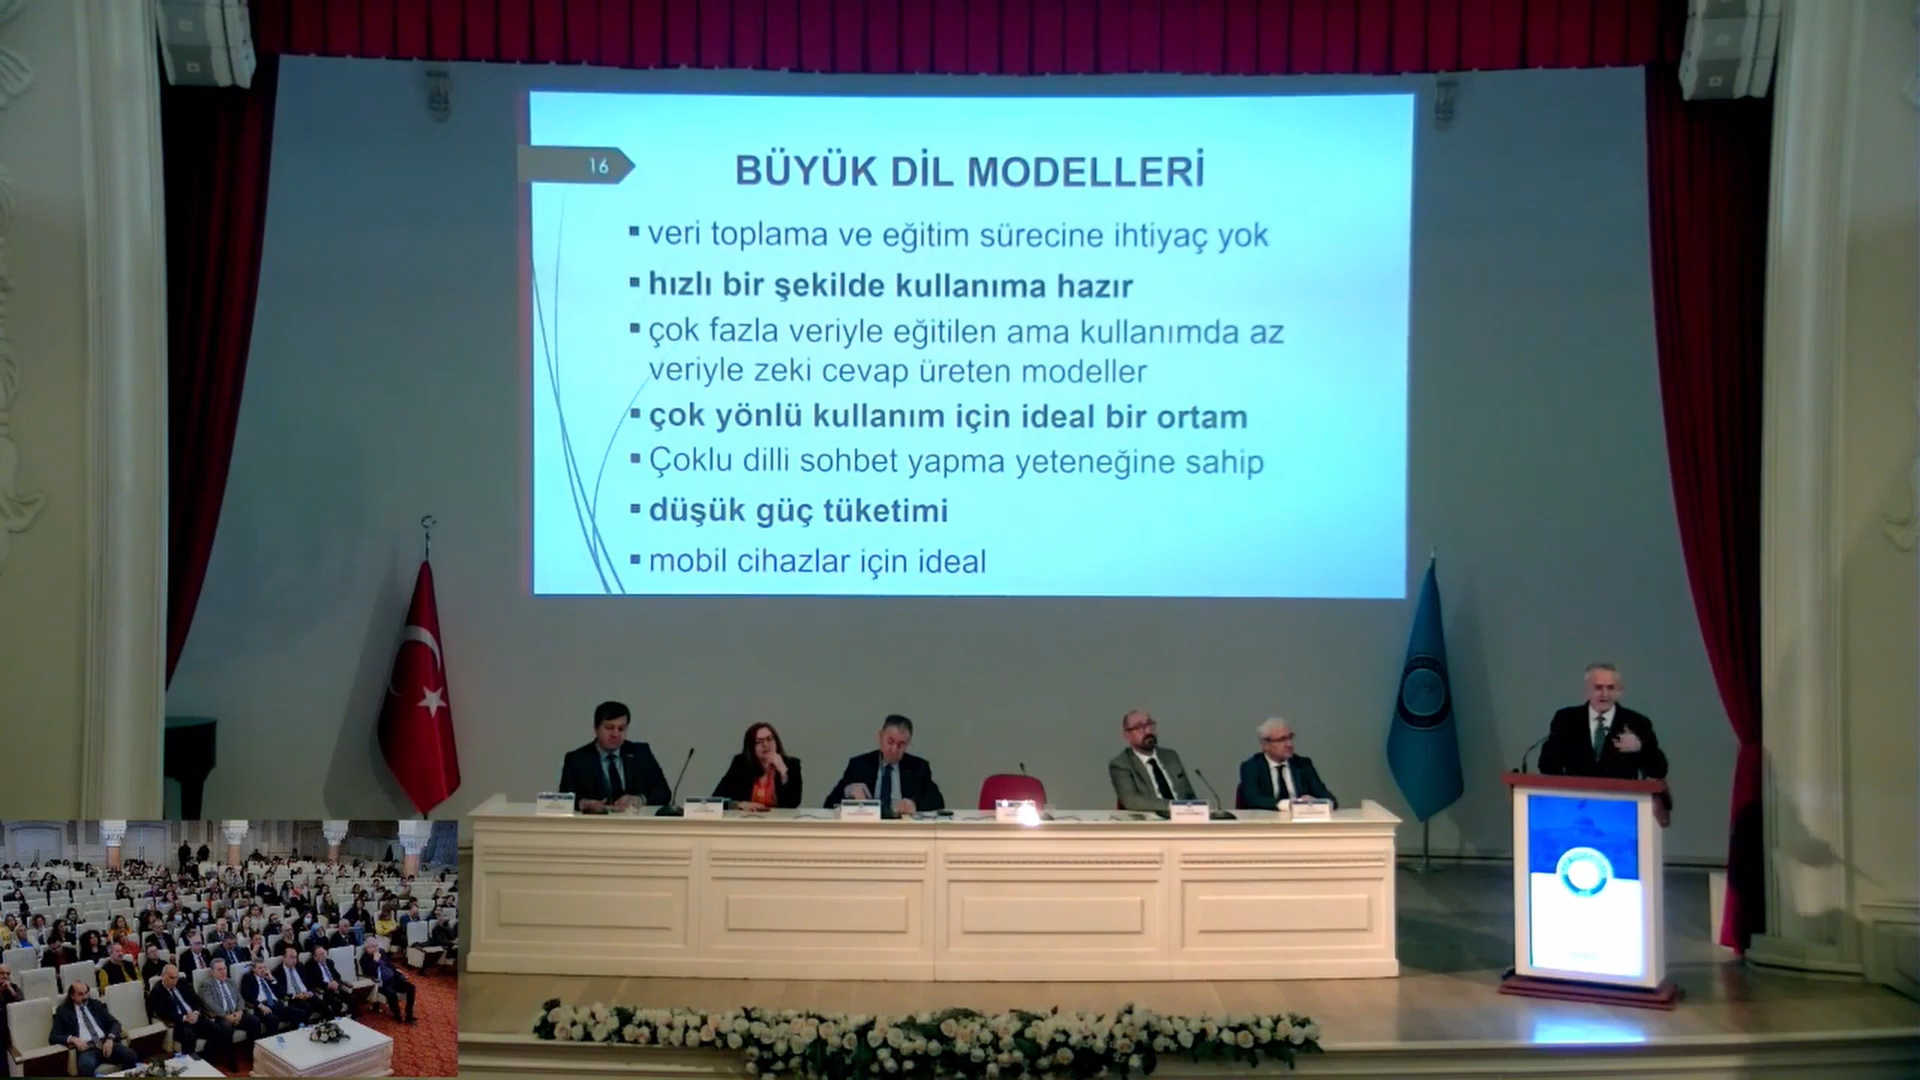 16
BÜYÜK DİL MODELLERİ
▪ veri toplama ve eğitim sürecine ihtiyaç yok
▪ hızlı bir şekilde kullanıma hazır
▪ çok fazla veriyle eğitilen ama kullanımda az
veriyle zeki cevap üreten modeller
▪ çok yönlü kullanım için ideal bir ortam
▪ Çoklu dilli sohbet yapma yeteneğine sahip
▪ düşük güç tüketimi
▪ mobil cihazlar için ideal